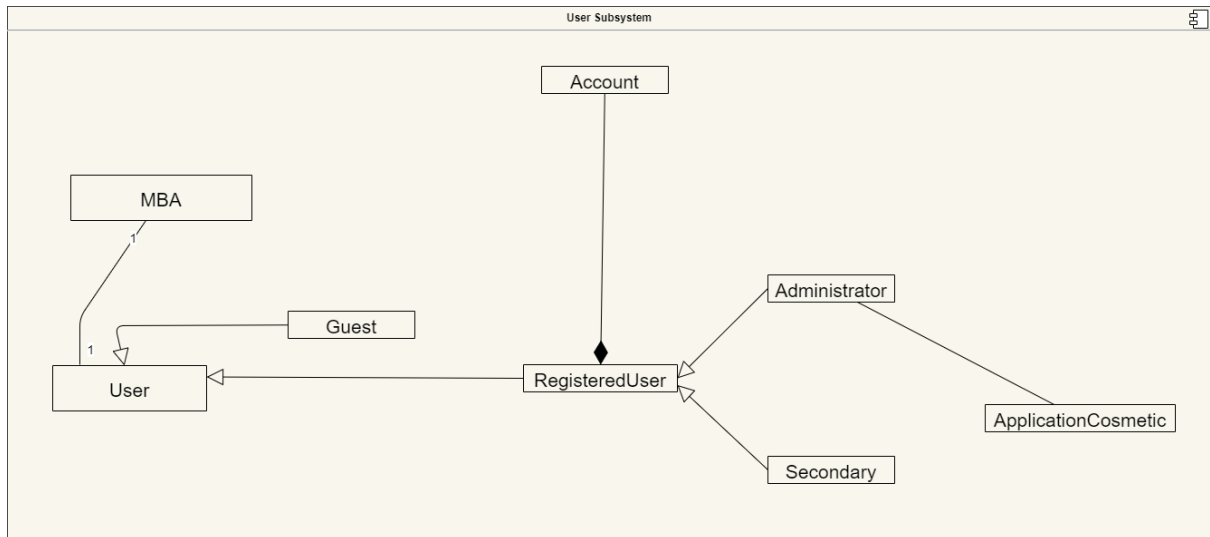 User Subsystem
Account
MBA
1
Administrator
Guest
1
User
RegisteredUser
ApplicationCosmetic
Secondary